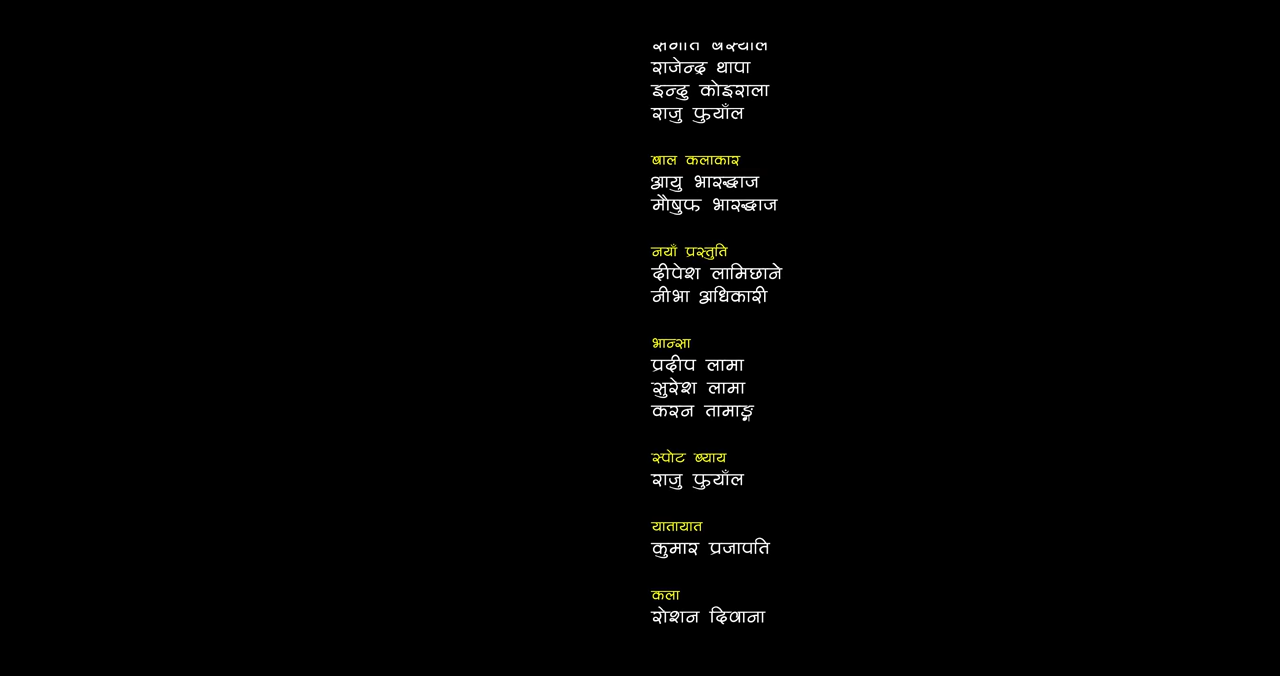 राजेन्द्र थापा
इन्दु कोइराला
राजु फुयाँल
बाल कलाकार
आयु भारद्धाज
मौषुफ भारद्धाज
नयाँ प्रस्तुति
दीपेश लामिछाने
नीभा अधिकारी
भान्सा
प्रदीप लामा
सुरेश लामा
करन तामाङ्ग
स्पोट ब्याय
राजु फुयाँल
यातायात
कुमार प्रजापति
कला
रोशन दिवाना